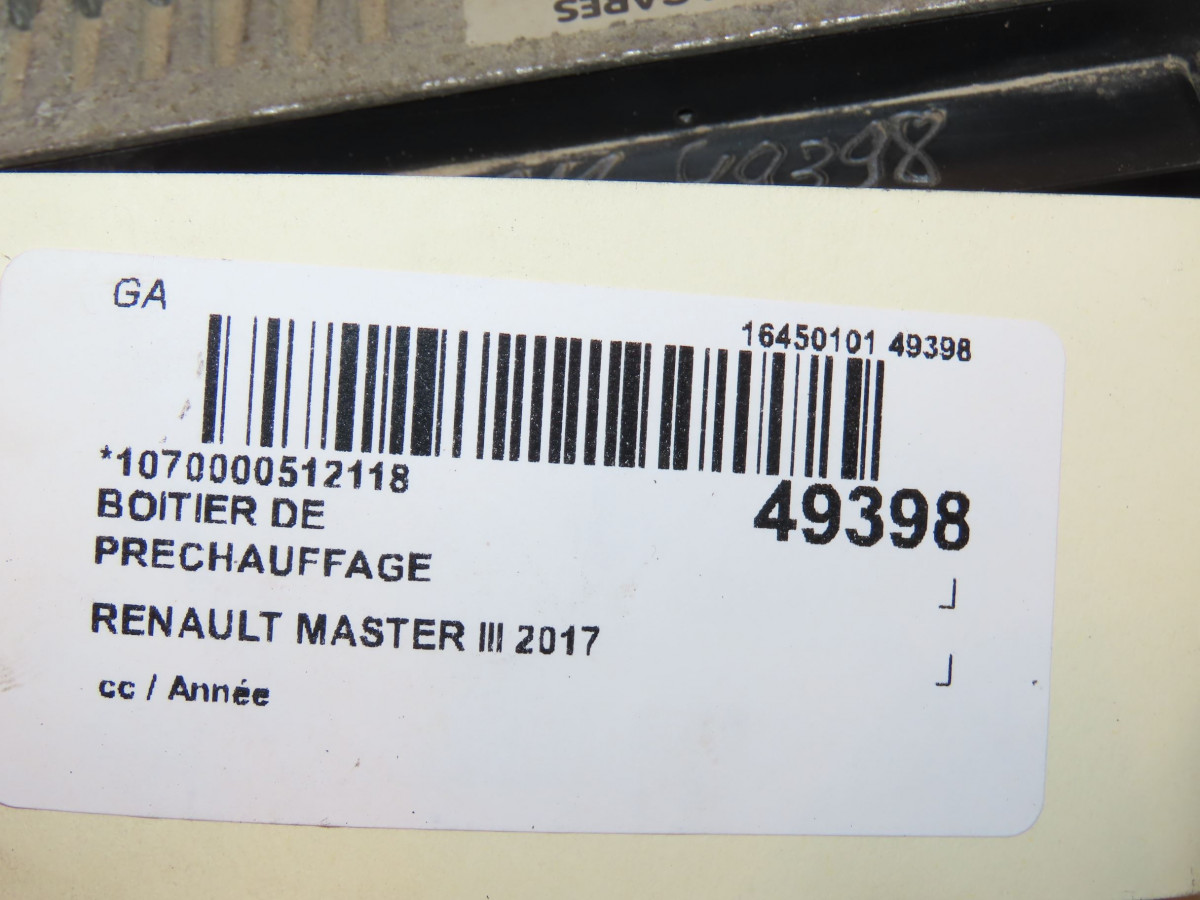 49398
GA
16450101 49398
*1070000512118
49398
BOITIER DE
PRECHAUFFAGE
RENAULT MASTER III 2017
cc / Année